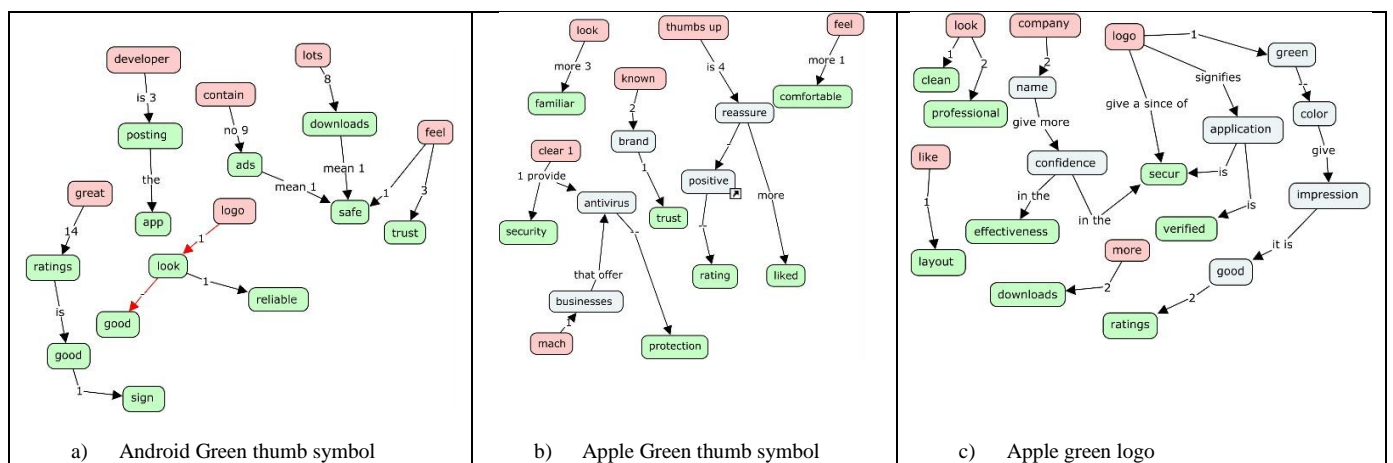 developer
is 3
posting
the
app
contain
no 9
ads
mean 1
lots
8
downloads
mean 1
safe
feel
1
3
trust
great
14
ratings
is
good
1
sign
logo
1
look
-
good
1
reliable
a) Android Green thumb symbol
look
more 3
familiar
thumbs up
is 4
reassure
feel
more 1
comfortable
known
2
brand
1
trust
-
positive
--
rating
more
liked
clear 1
1 provide
security
antivirus
--
protection
that offer
businesses
1
mach
b) Apple Green thumb symbol
look
1
2
clean
professional
company
2
name
give more
confidence
in the
effectiveness
in the
logo
1
green
--
color
give
impression
it is
good
2
ratings
signifies
application
give a since of
is
secur
is
verified
like
1
layout
more
2
downloads
c) Apple green logo